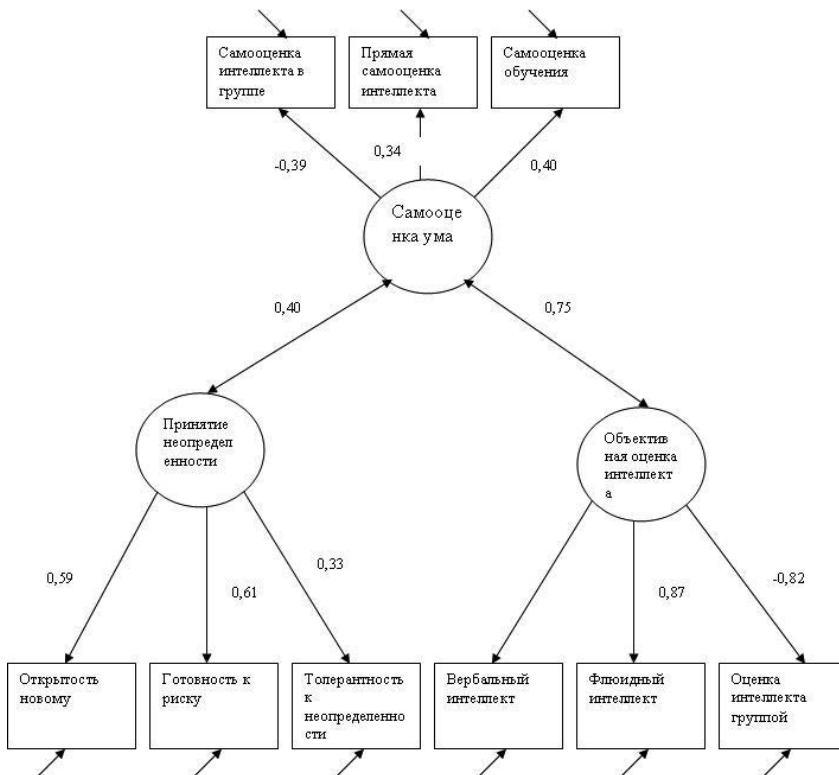 Самооценка
интеллекта в
группе
Прямая
самооценка
интеллекта
Самооценка
обучения
-0,39
0,34
0,40
Самооце
нка ума
0,40
0,75
Принятие
неопредел
енности
Объектив
ная оценка
интеллект
а
0,59
0,61
0,33
0,87
-0,82
Открытость
новому
Готовность к
риску
Толерантность
к
неопределенно
сти
Вербальный
интеллект
Флюидный
интеллект
Оценка
интеллекта
группой